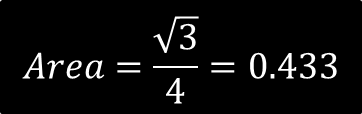 Area = √3/4 = 0.433